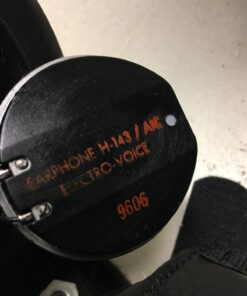 EARPHONE H-143 / AIC
ELECTRO-VOICE
9606